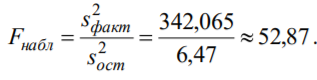 F_набл = s²_факт / s²_ост = 342,065 / 6,47 ≈ 52,87.